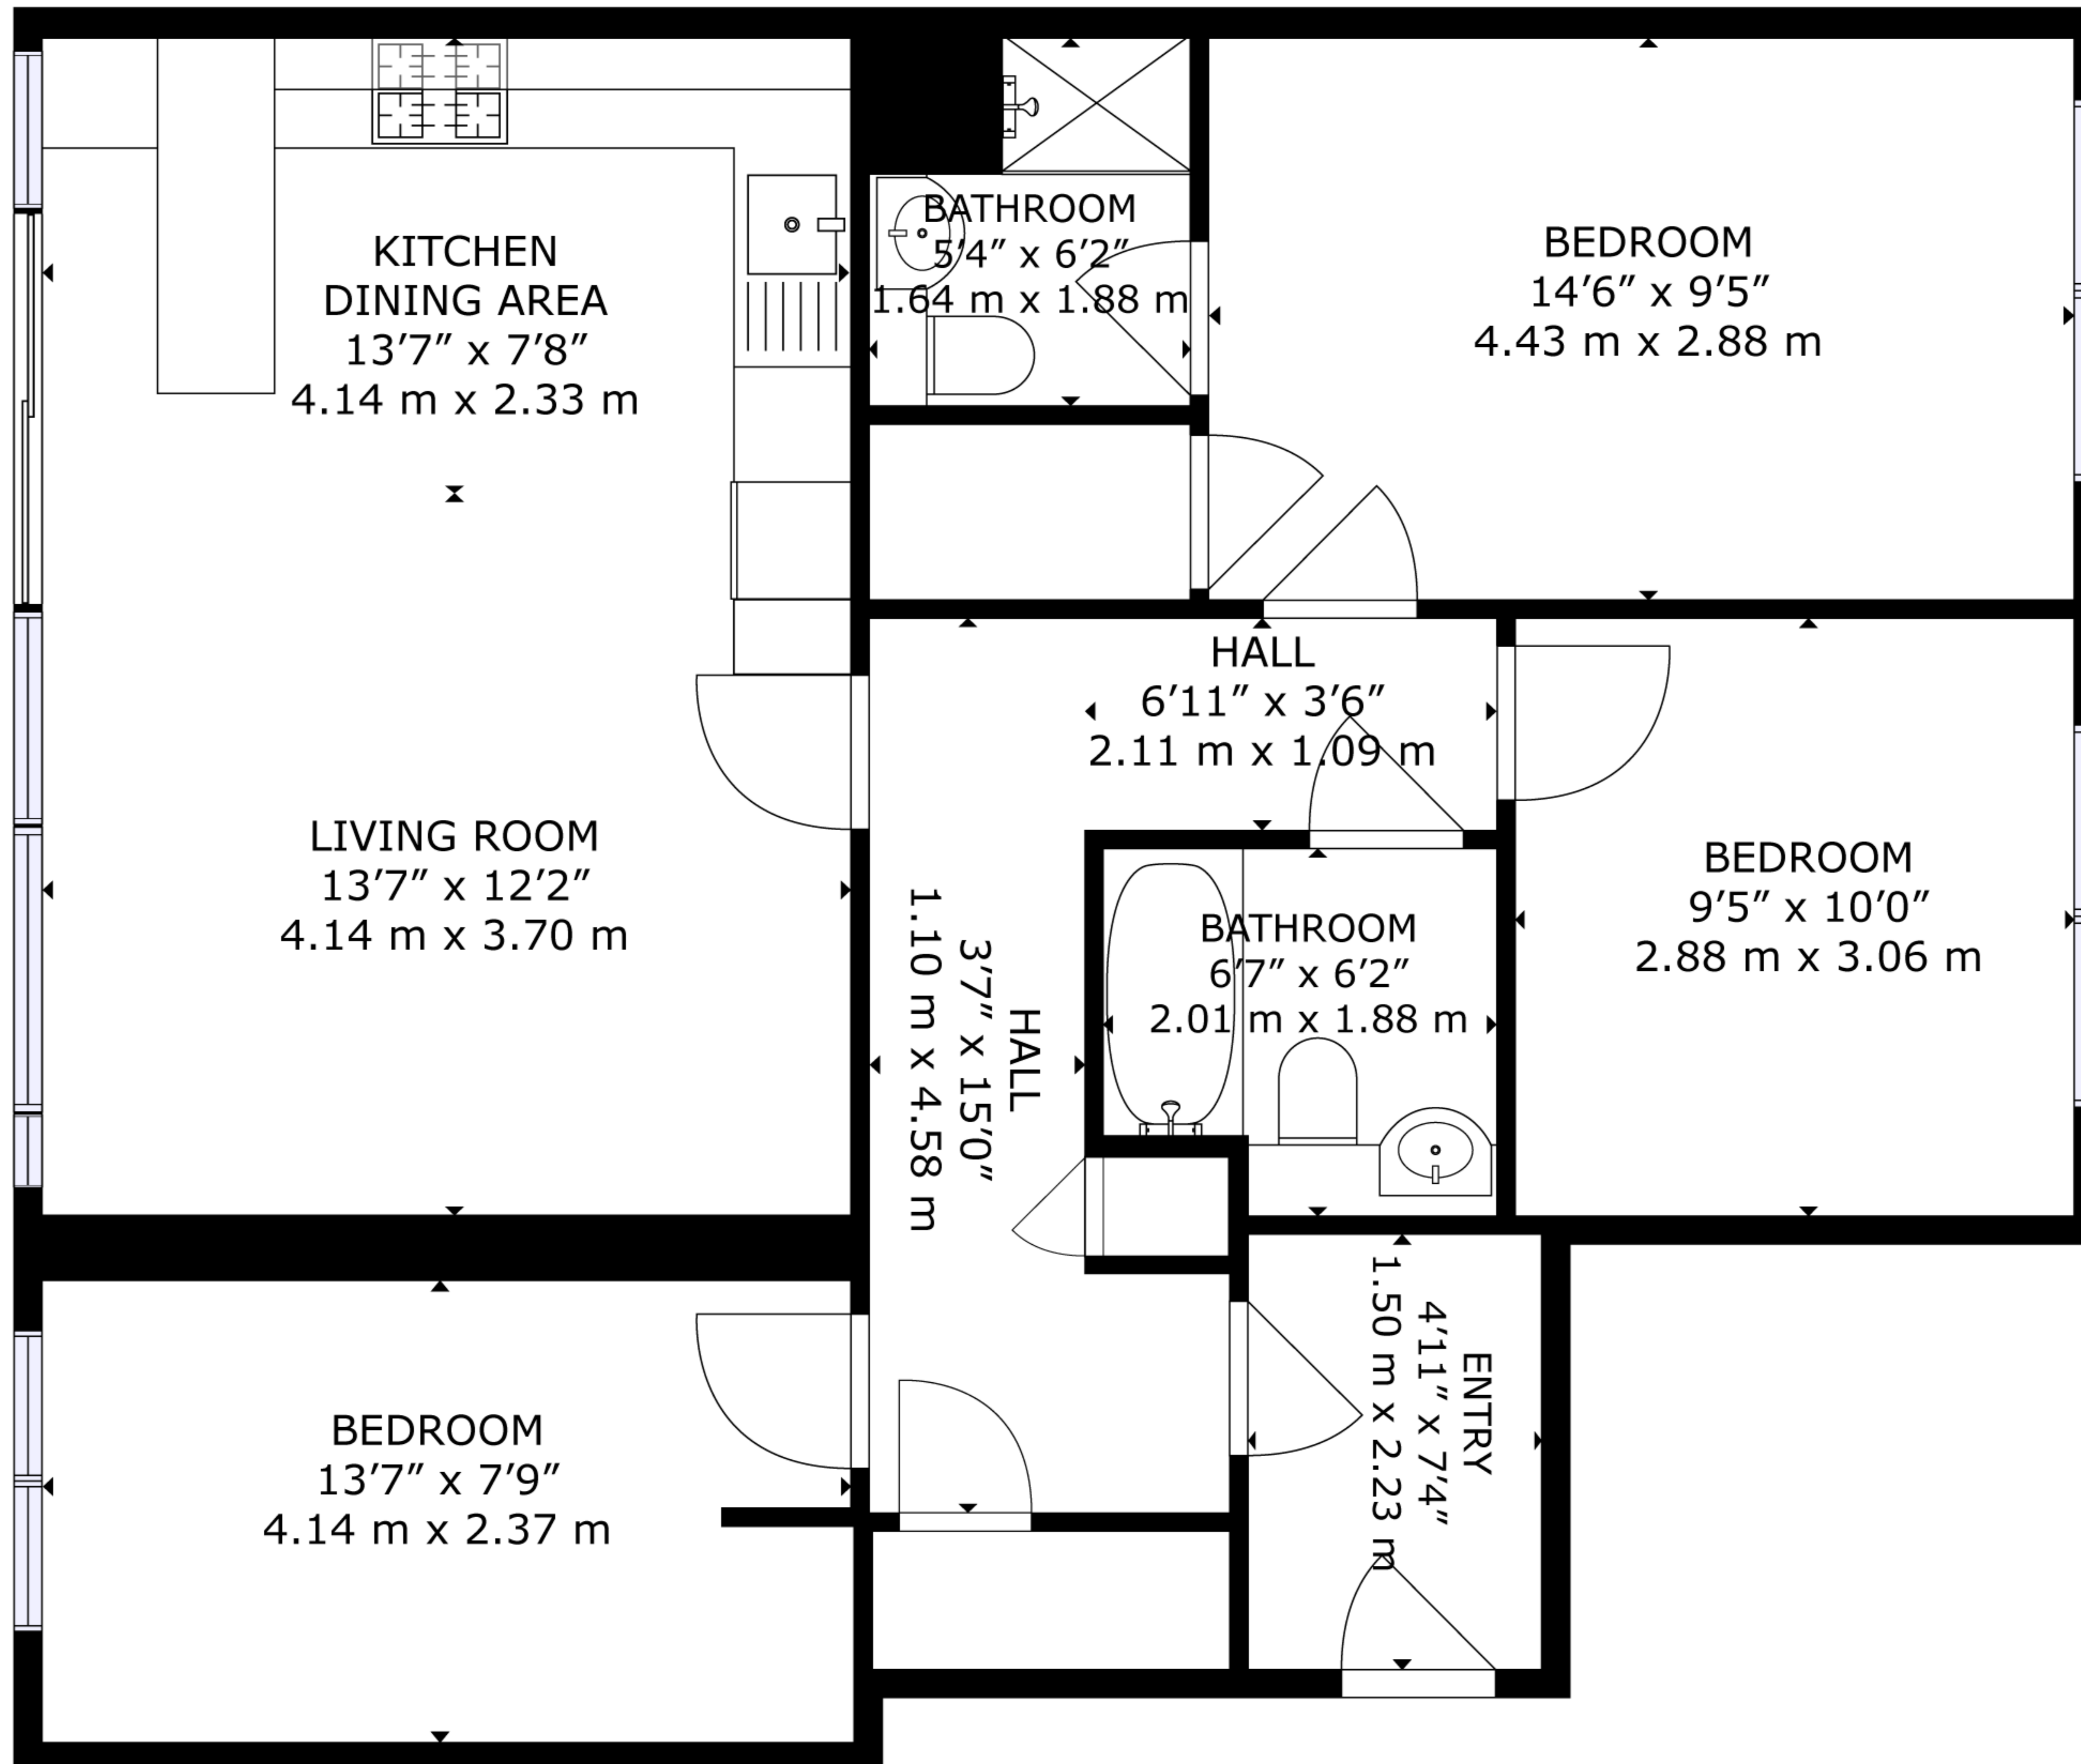 KITCHEN
DINING AREA
13′7″ x 7′8″
4.14 m x 2.33 m
BATHROOM
5′4″ x 6′2″
1.64 m x 1.88 m
BEDROOM
14′6″ x 9′5″
4.43 m x 2.88 m
HALL
6′11″ x 3′6″
2.11 m x 1.09 m
LIVING ROOM
13′7″ x 12′2″
4.14 m x 3.70 m
HALL
3′7″ x 15′0″
1.10 m x 4.58 m
BATHROOM
6′7″ x 6′2″
2.01 m x 1.88 m
BEDROOM
9′5″ x 10′0″
2.88 m x 3.06 m
BEDROOM
13′7″ x 7′9″
4.14 m x 2.37 m
ENTRY
4′11″ x 7′4″
1.50 m x 2.23 m